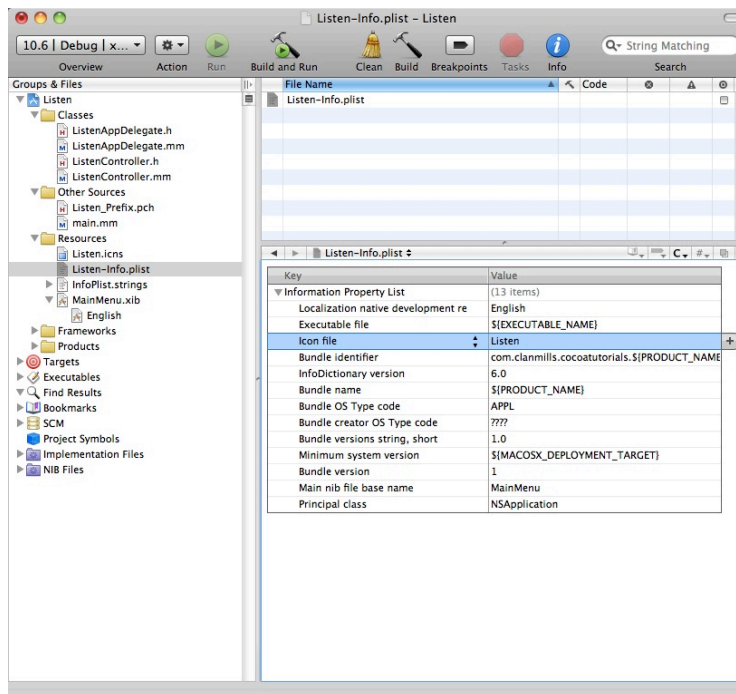 Listen-Info.plist – Listen
10.6 | Debug | x...
Overview
Action
Run
Build and Run
Clean
Build
Breakpoints
Tasks
Info
String Matching
Search
Groups & Files
Listen
Classes
ListenAppDelegate.h
ListenAppDelegate.mm
ListenController.h
ListenController.mm
Other Sources
Listen_Prefix.pch
main.mm
Resources
Listen.icns
Listen-Info.plist
InfoPlist.strings
MainMenu.xib
English
Frameworks
Products
Targets
Executables
Find Results
Bookmarks
SCM
Project Symbols
Implementation Files
NIB Files
File Name Code
Listen-Info.plist
Listen-Info.plist C #
Key Value
Information Property List (13 items)
Localization native development re English
Executable file ${EXECUTABLE_NAME}
Icon file Listen
Bundle identifier com.clanmills.cocoatutorials.${PRODUCT_NAME
InfoDictionary version 6.0
Bundle name ${PRODUCT_NAME}
Bundle OS Type code APPL
Bundle creator OS Type code ????
Bundle versions string, short 1.0
Minimum system version ${MACOSX_DEPLOYMENT_TARGET}
Bundle version 1
Main nib file base name MainMenu
Principal class NSApplication